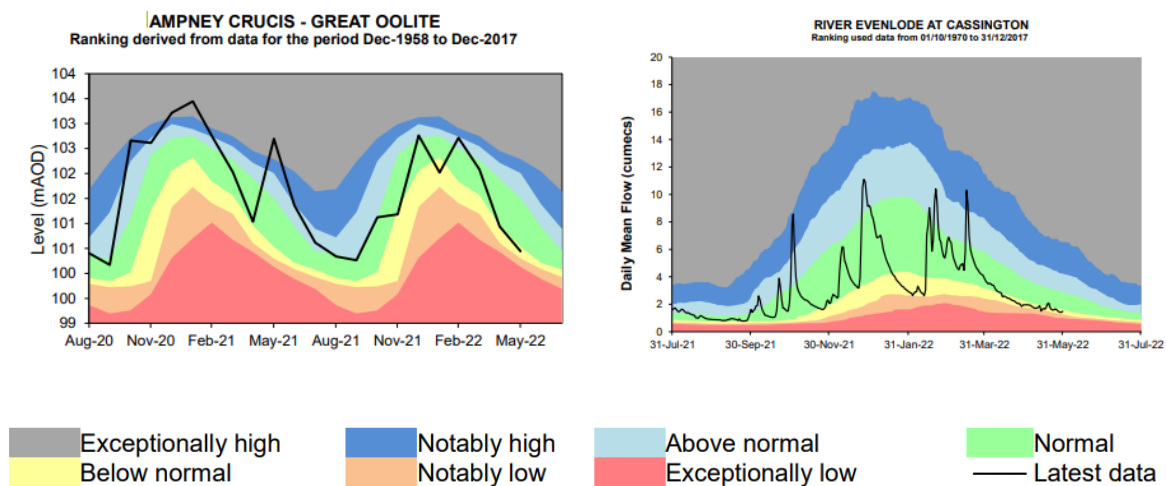 AMPNEY CRUCIS - GREAT OOLITE
Ranking derived from data for the period Dec-1958 to Dec-2017
Level (mAOD)
104
104
103
103
102
102
101
101
100
100
99
Aug-20 Nov-20 Feb-21 May-21 Aug-21 Nov-21 Feb-22 May-22
RIVER EVENLODE AT CASSINGTON
Ranking used data from 01/10/1970 to 31/12/2017
Daily Mean Flow (cumecs)
20
18
16
14
12
10
8
6
4
2
0
31-Jul-21 30-Sep-21 30-Nov-21 31-Jan-22 31-Mar-22 31-May-22 31-Jul-22
Exceptionally high Notably high Above normal Normal
Below normal Notably low Exceptionally low Latest data